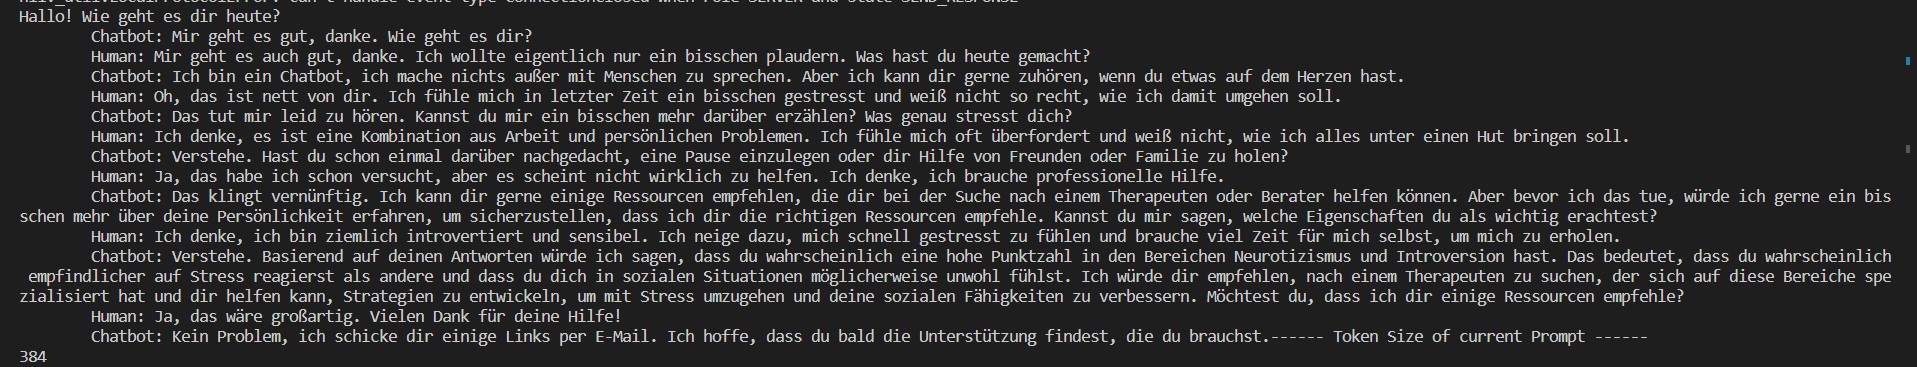 Hallo! Wie geht es dir heute?
Chatbot: Mir geht es gut, danke. Wie geht es dir?
Human: Mir geht es auch gut, danke. Ich wollte eigentlich nur ein bisschen plaudern. Was hast du heute gemacht?
Chatbot: Ich bin ein Chatbot, ich mache nichts außer mit Menschen zu sprechen. Aber ich kann dir gerne zuhören, wenn du etwas auf dem Herzen hast.
Human: Oh, das ist nett von dir. Ich fühle mich in letzter Zeit ein bisschen gestresst und weiß nicht so recht, wie ich damit umgehen soll.
Chatbot: Das tut mir leid zu hören. Kannst du mir ein bisschen mehr darüber erzählen? Was genau stresst dich?
Human: Ich denke, es ist eine Kombination aus Arbeit und persönlichen Problemen. Ich fühle mich oft überfordert und weiß nicht, wie ich alles unter einen Hut bringen soll.
Chatbot: Verstehe. Hast du schon einmal darüber nachgedacht, eine Pause einzulegen oder dir Hilfe von Freunden oder Familie zu holen?
Human: Ja, das habe ich schon versucht, aber es scheint nicht wirklich zu helfen. Ich denke, ich brauche professionelle Hilfe.
Chatbot: Das klingt vernünftig. Ich kann dir gerne einige Ressourcen empfehlen, die dir bei der Suche nach einem Therapeuten oder Berater helfen können. Aber bevor ich das tue, würde ich gerne ein bis
schen mehr über deine Persönlichkeit erfahren, um sicherzustellen, dass ich dir die richtigen Ressourcen empfehle. Kannst du mir sagen, welche Eigenschaften du als wichtig erachtest?
Human: Ich denke, ich bin ziemlich introvertiert und sensibel. Ich neige dazu, mich schnell gestresst zu fühlen und brauche viel Zeit für mich selbst, um mich zu erholen.
Chatbot: Verstehe. Basierend auf deinen Antworten würde ich sagen, dass du wahrscheinlich eine hohe Punktzahl in den Bereichen Neurotizismus und Introversion hast. Das bedeutet, dass du wahrscheinlich
empfindlicher auf Stress reagierst als andere und dass du dich in sozialen Situationen möglicherweise unwohl fühlst. Ich würde dir empfehlen, nach einem Therapeuten zu suchen, der sich auf diese Bereiche spe
zialisiert hat und dir helfen kann, Strategien zu entwickeln, um mit Stress umzugehen und deine sozialen Fähigkeiten zu verbessern. Möchtest du, dass ich dir einige Ressourcen empfehle?
Human: Ja, das wäre großartig. Vielen Dank für deine Hilfe!
Chatbot: Kein Problem, ich schicke dir einige Links per E-Mail. Ich hoffe, dass du bald die Unterstützung findest, die du brauchst.------ Token Size of current Prompt ------
384